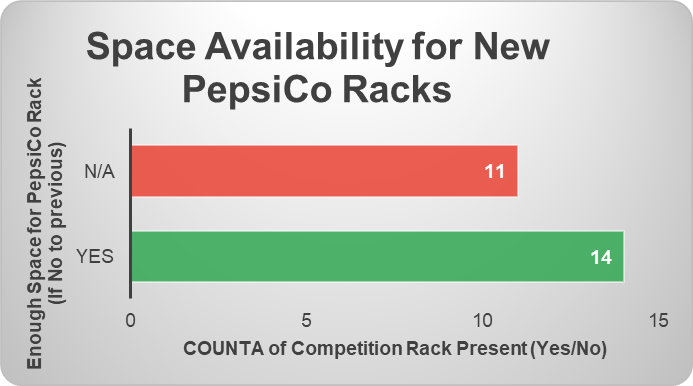 Space Availability for New
PepsiCo Racks
Enough Space for PepsiCo Rack
(If No to previous)
N/A
11
YES
14
0
5
10
15
COUNTA of Competition Rack Present (Yes/No)